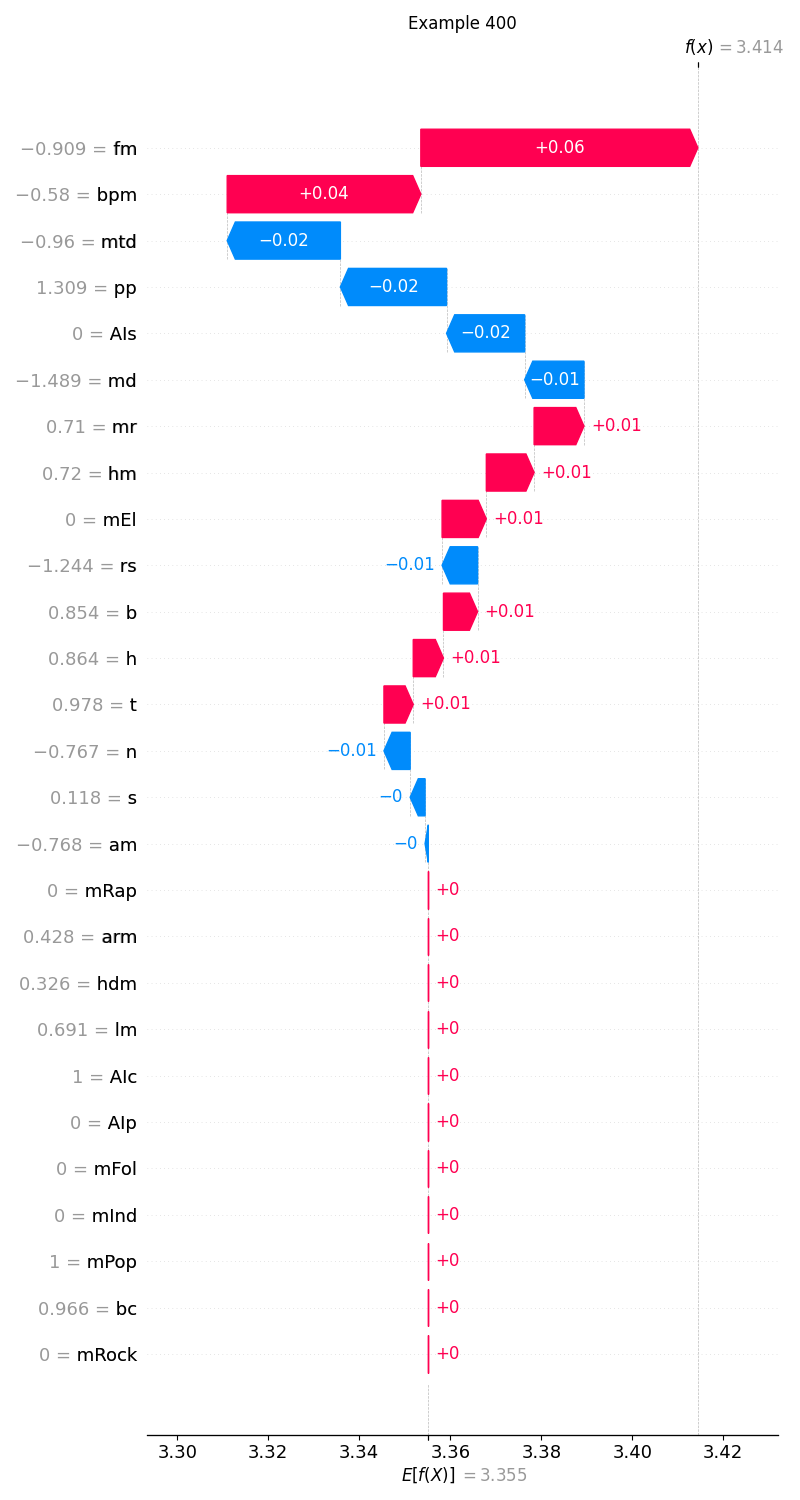 Example 400
f(x) = 3.414
−0.909 = fm +0.06
−0.58 = bpm +0.04
−0.96 = mtd −0.02
1.309 = pp −0.02
0 = AIs −0.02
−1.489 = md −0.01
0.71 = mr +0.01
0.72 = hm +0.01
0 = mEl +0.01
−1.244 = rs −0.01
0.854 = b +0.01
0.864 = h +0.01
0.978 = t +0.01
−0.767 = n −0.01
0.118 = s −0
−0.768 = am −0
0 = mRap +0
0.428 = arm +0
0.326 = hdm +0
0.691 = lm +0
1 = AIc +0
0 = AIp +0
0 = mFol +0
0 = mInd +0
1 = mPop +0
0.966 = bc +0
0 = mRock +0
3.30 3.32 3.34 3.36 3.38 3.40 3.42
E[f(X)] = 3.355